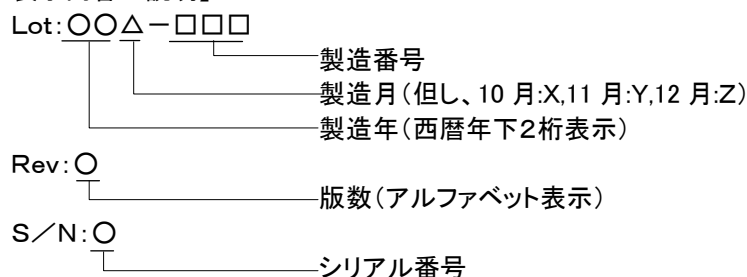 Lot:○○△－□□□
製造番号
製造月(但し、10 月:X,11 月:Y,12 月:Z)
製造年(西暦年下２桁表示)
Rev:○
版数(アルファベット表示)
S／N:○
シリアル番号